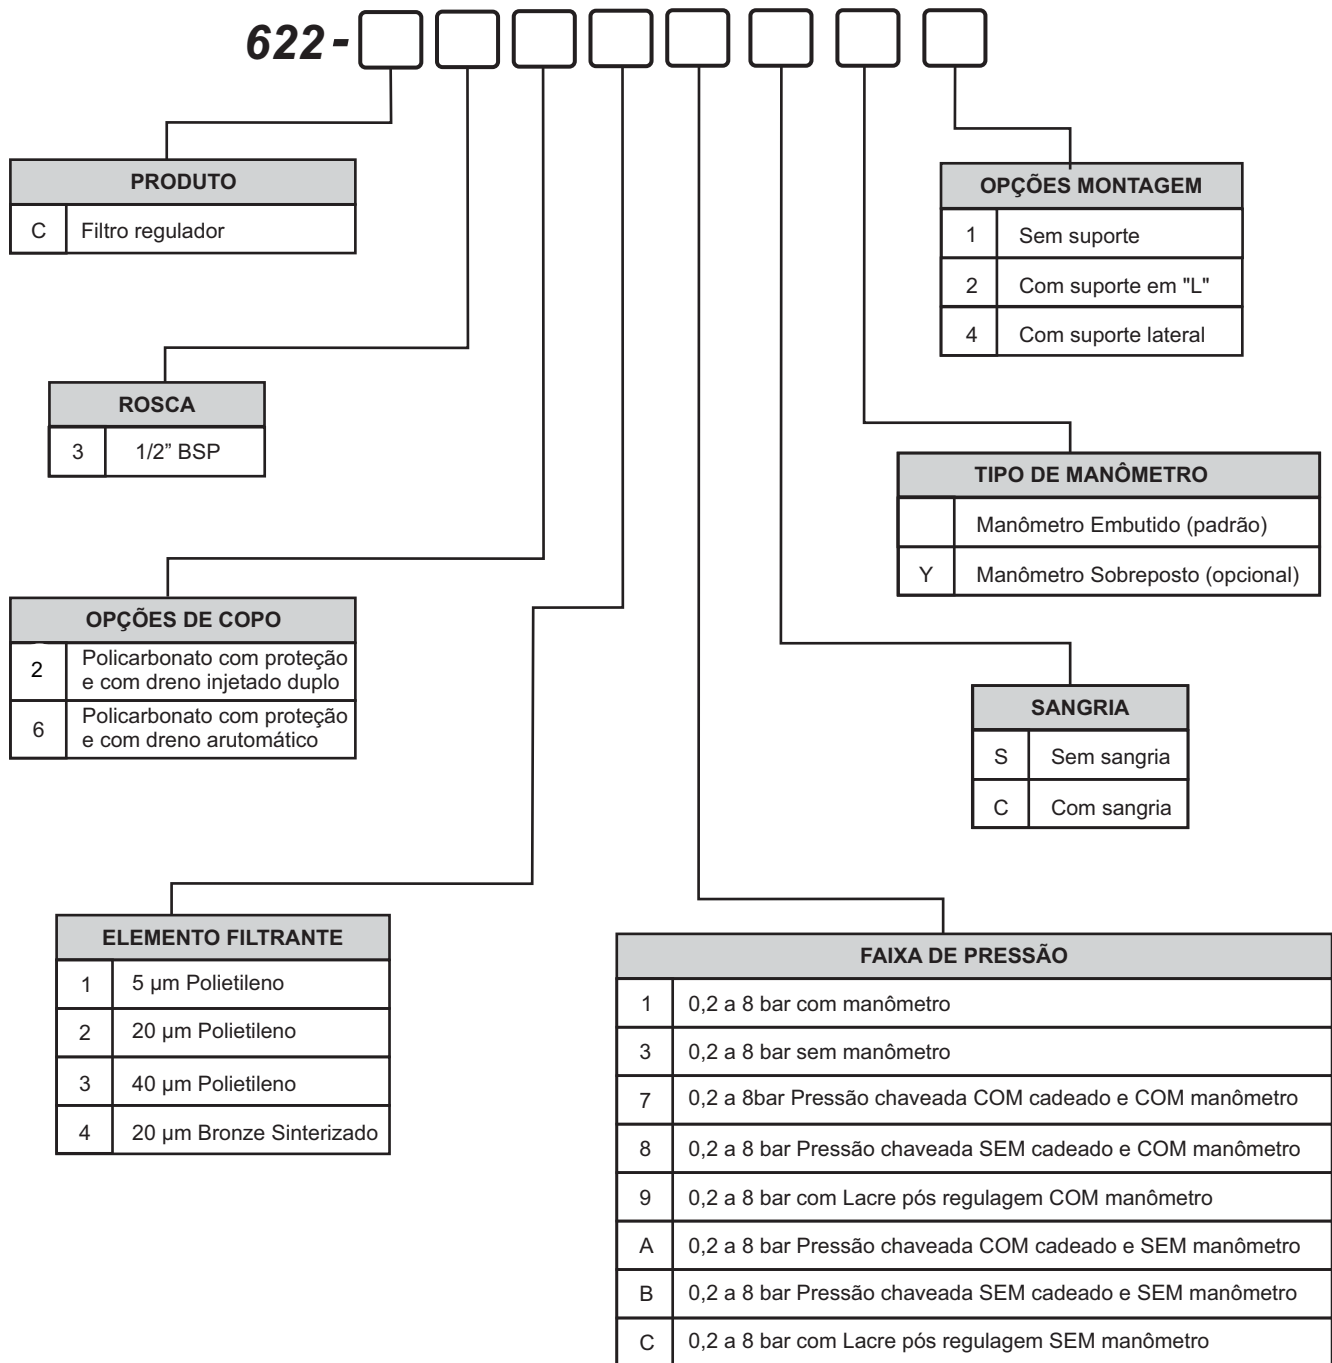 622-
PRODUTO
C Filtro regulador
ROSCA
3 1/2” BSP
OPÇÕES DE COPO
2 Policarbonato com proteção
e com dreno injetado duplo
6 Policarbonato com proteção
e com dreno arutomático
ELEMENTO FILTRANTE
1 5 µm Polietileno
2 20 µm Polietileno
3 40 µm Polietileno
4 20 µm Bronze Sinterizado
OPÇÕES MONTAGEM
1 Sem suporte
2 Com suporte em "L"
4 Com suporte lateral
TIPO DE MANÔMETRO
Manômetro Embutido (padrão)
Y Manômetro Sobreposto (opcional)
SANGRIA
S Sem sangria
C Com sangria
FAIXA DE PRESSÃO
1 0,2 a 8 bar com manômetro
3 0,2 a 8 bar sem manômetro
7 0,2 a 8bar Pressão chaveada COM cadeado e COM manômetro
8 0,2 a 8 bar Pressão chaveada SEM cadeado e COM manômetro
9 0,2 a 8 bar com Lacre pós regulagem COM manômetro
A 0,2 a 8 bar Pressão chaveada COM cadeado e SEM manômetro
B 0,2 a 8 bar Pressão chaveada SEM cadeado e SEM manômetro
C 0,2 a 8 bar com Lacre pós regulagem SEM manômetro